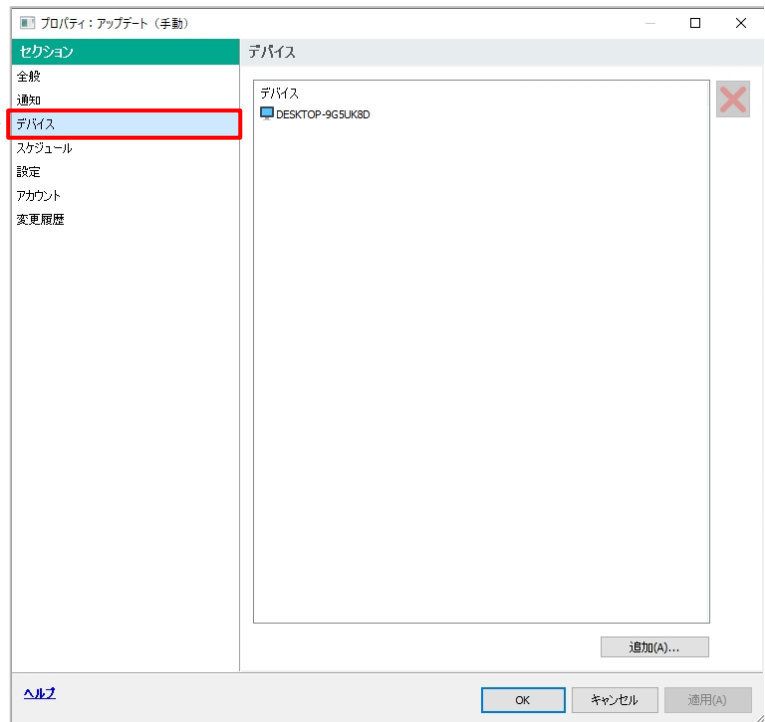 プロパティ：アップデート（手動）
セクション
全般
通知
デバイス
スケジュール
設定
アカウント
変更履歴
デバイス
デバイス
DESKTOP-9G5UK8D
追加(A)...
ヘルプ
OK
キャンセル
適用(A)